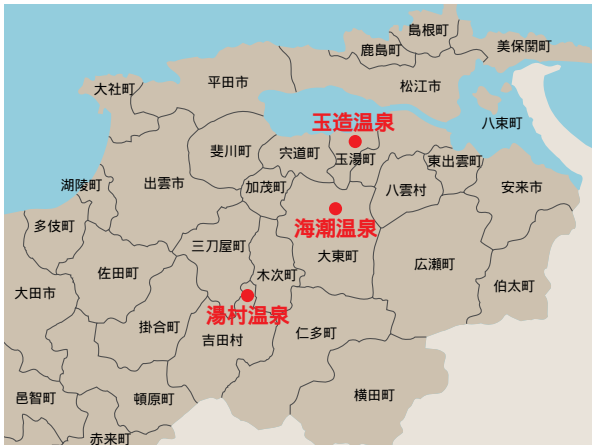 島根町
鹿島町
美保関町
平田市
松江市
大社町
玉造温泉
八束町
斐川町
宍道町
玉湯町
東出雲町
湖陵町
出雲市
加茂町
八雲村
安来市
多伎町
海潮温泉
三刀屋町
大東町
広瀬町
佐田町
木次町
伯太町
大田市
湯村温泉
掛合町
吉田村
仁多町
邑智町
頓原町
横田町
赤来町